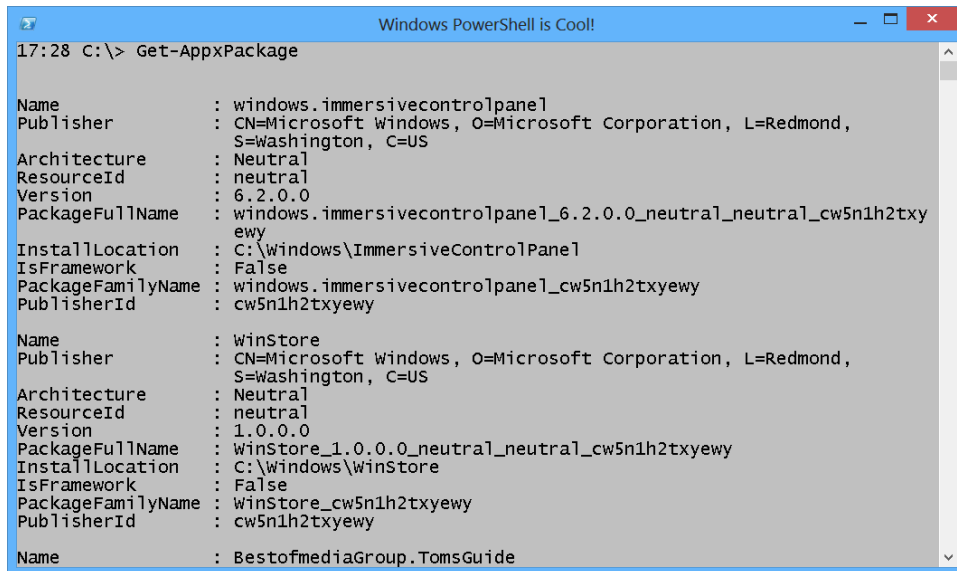 Windows PowerShell is Cool!
17:28 C:\> Get-AppxPackage
Name              : windows.immersivecontrolpanel
Publisher         : CN=Microsoft Windows, O=Microsoft Corporation, L=Redmond,
                    S=Washington, C=US
Architecture      : Neutral
ResourceId        : neutral
Version           : 6.2.0.0
PackageFullName   : windows.immersivecontrolpanel_6.2.0.0_neutral_neutral_cw5n1h2txy
                    ewy
InstallLocation   : C:\Windows\ImmersiveControlPanel
IsFramework       : False
PackageFamilyName : windows.immersivecontrolpanel_cw5n1h2txyewy
PublisherId       : cw5n1h2txyewy
Name              : WinStore
Publisher         : CN=Microsoft Windows, O=Microsoft Corporation, L=Redmond,
                    S=Washington, C=US
Architecture      : Neutral
ResourceId        : neutral
Version           : 1.0.0.0
PackageFullName   : WinStore_1.0.0.0_neutral_neutral_cw5n1h2txyewy
InstallLocation   : C:\Windows\WinStore
IsFramework       : False
PackageFamilyName : WinStore_cw5n1h2txyewy
PublisherId       : cw5n1h2txyewy
Name              : BestofmediaGroup.TomsGuide